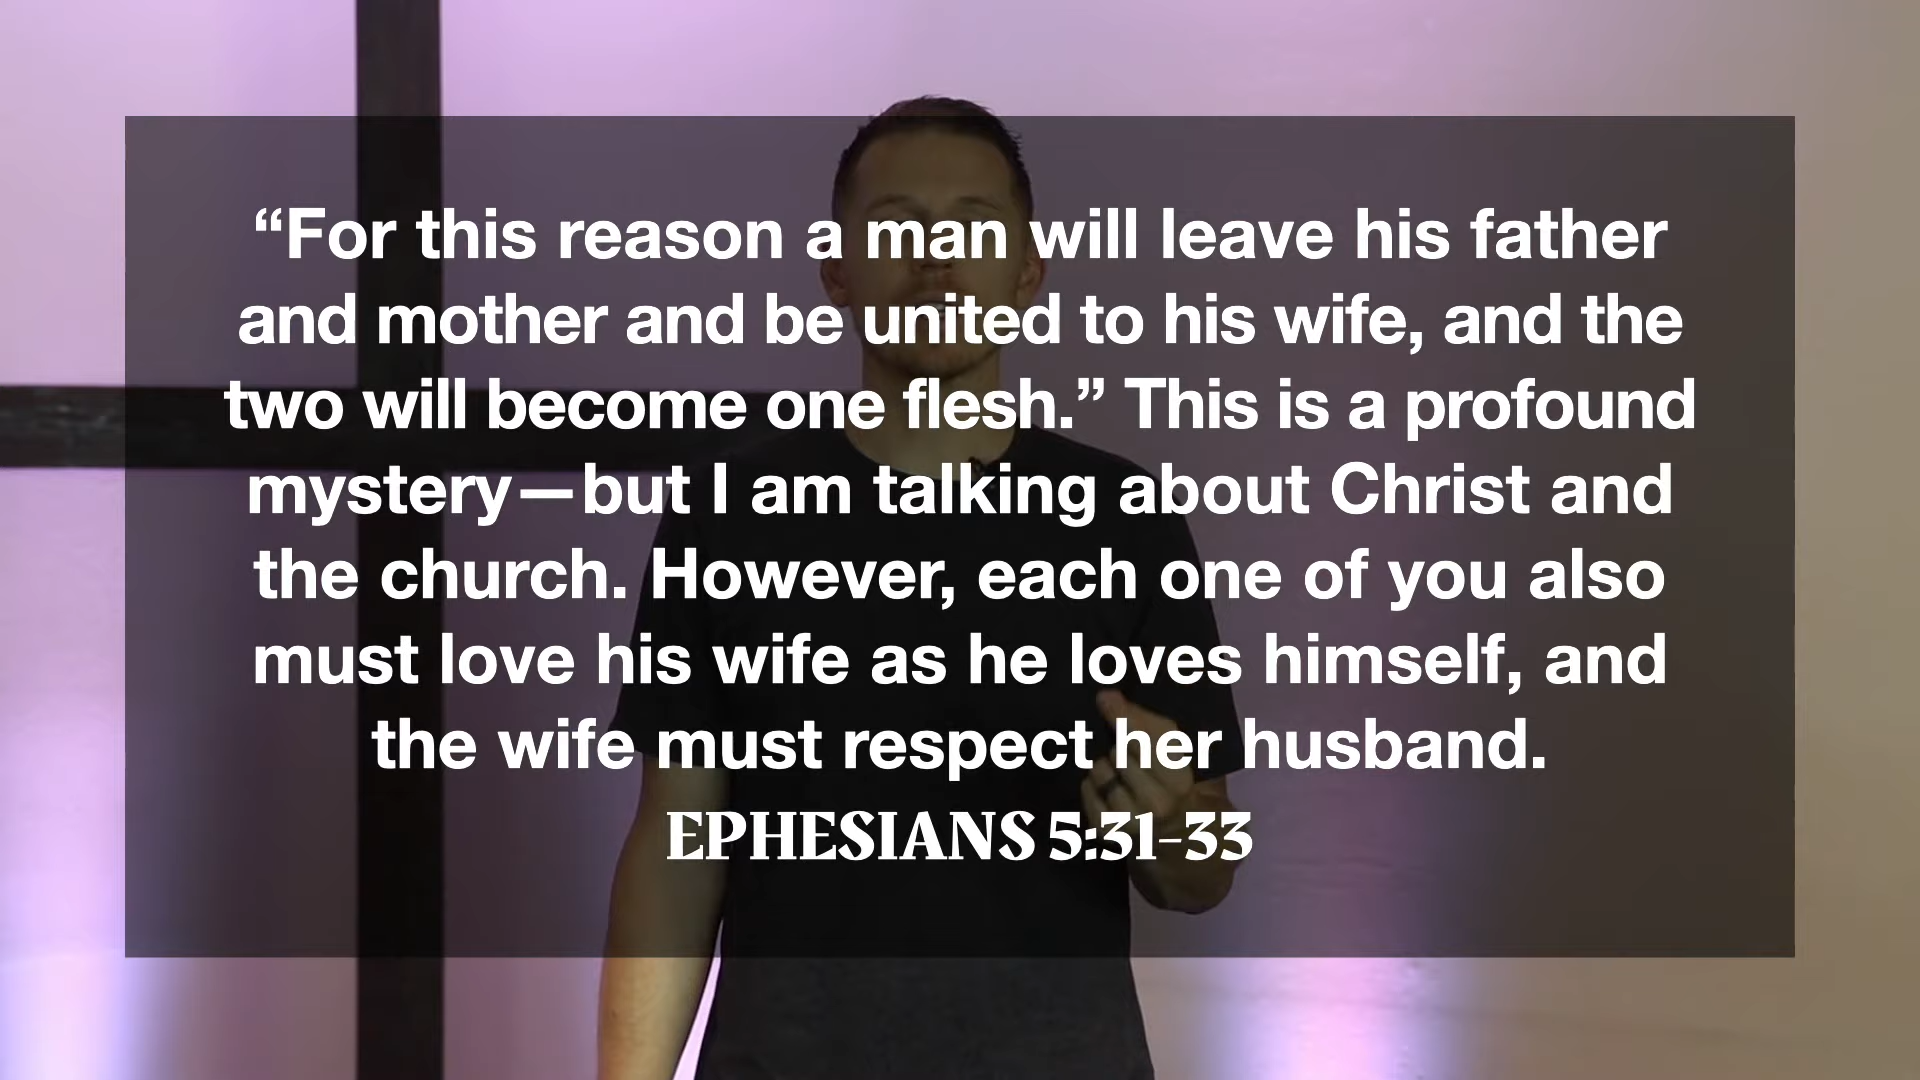 “For this reason a man will leave his father
and mother and be united to his wife, and the
two will become one flesh.” This is a profound
mystery—but I am talking about Christ and
the church. However, each one of you also
must love his wife as he loves himself, and
the wife must respect her husband.
EPHESIANS 5:31–33